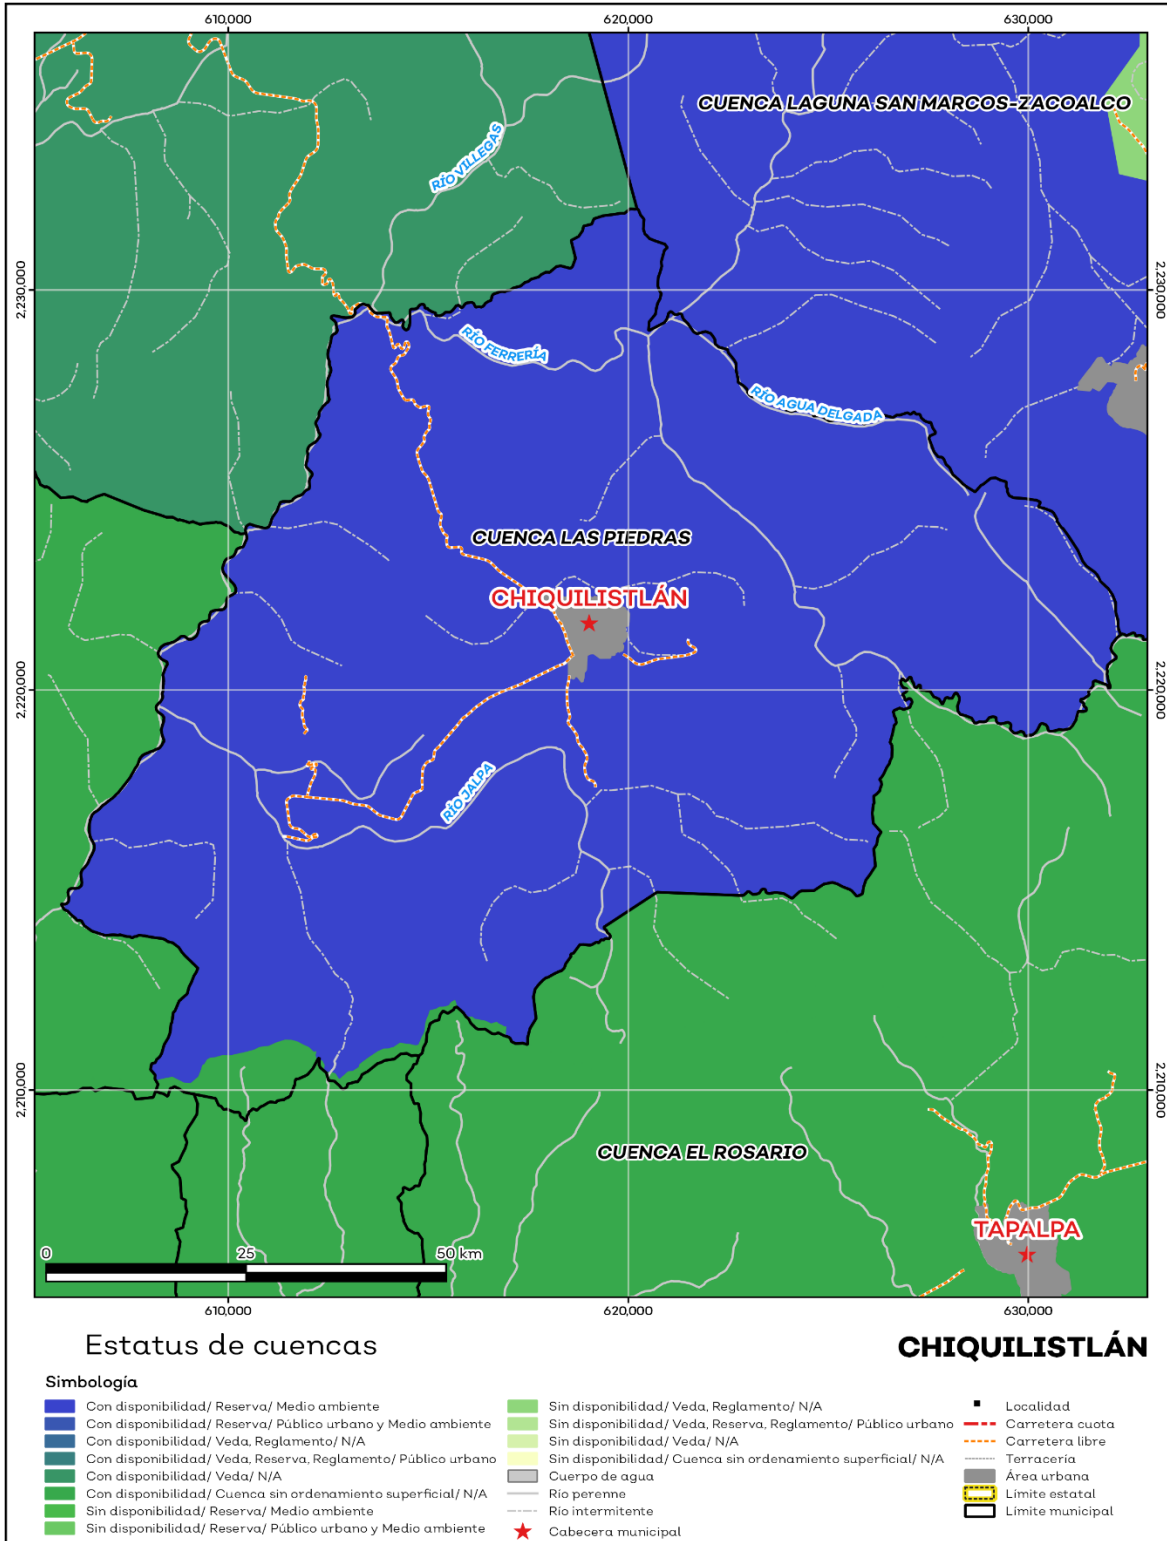 610,000
620,000
630,000
CUENCA LAGUNA SAN MARCOS-ZACOALCO
RÍO VILLEGAS
2,230,000
2,230,000
RÍO FERRERÍA
RÍO AGUA DELGADA
CUENCA LAS PIEDRAS
CHIQUILISTLÁN
2,220,000
2,220,000
RÍO JALPA
2,210,000
2,210,000
CUENCA EL ROSARIO
TAPALPA
0
25
50 km
610,000
620,000
630,000
Estatus de cuencas
CHIQUILISTLÁN
Simbología
Con disponibilidad/ Reserva/ Medio ambiente
Con disponibilidad/ Reserva/ Público urbano y Medio ambiente
Con disponibilidad/ Veda, Reglamento/ N/A
Con disponibilidad/ Veda, Reserva, Reglamento/ Público urbano
Con disponibilidad/ Veda/ N/A
Con disponibilidad/ Cuenca sin ordenamiento superficial/ N/A
Sin disponibilidad/ Reserva/ Medio ambiente
Sin disponibilidad/ Reserva/ Público urbano y Medio ambiente
Sin disponibilidad/ Veda, Reglamento/ N/A
Sin disponibilidad/ Veda, Reserva, Reglamento/ Público urbano
Sin disponibilidad/ Veda/ N/A
Sin disponibilidad/ Cuenca sin ordenamiento superficial/ N/A
Cuerpo de agua
Río perenne
Río intermitente
Cabecera municipal
Localidad
Carretera cuota
Carretera libre
Terracería
Área urbana
Límite estatal
Límite municipal